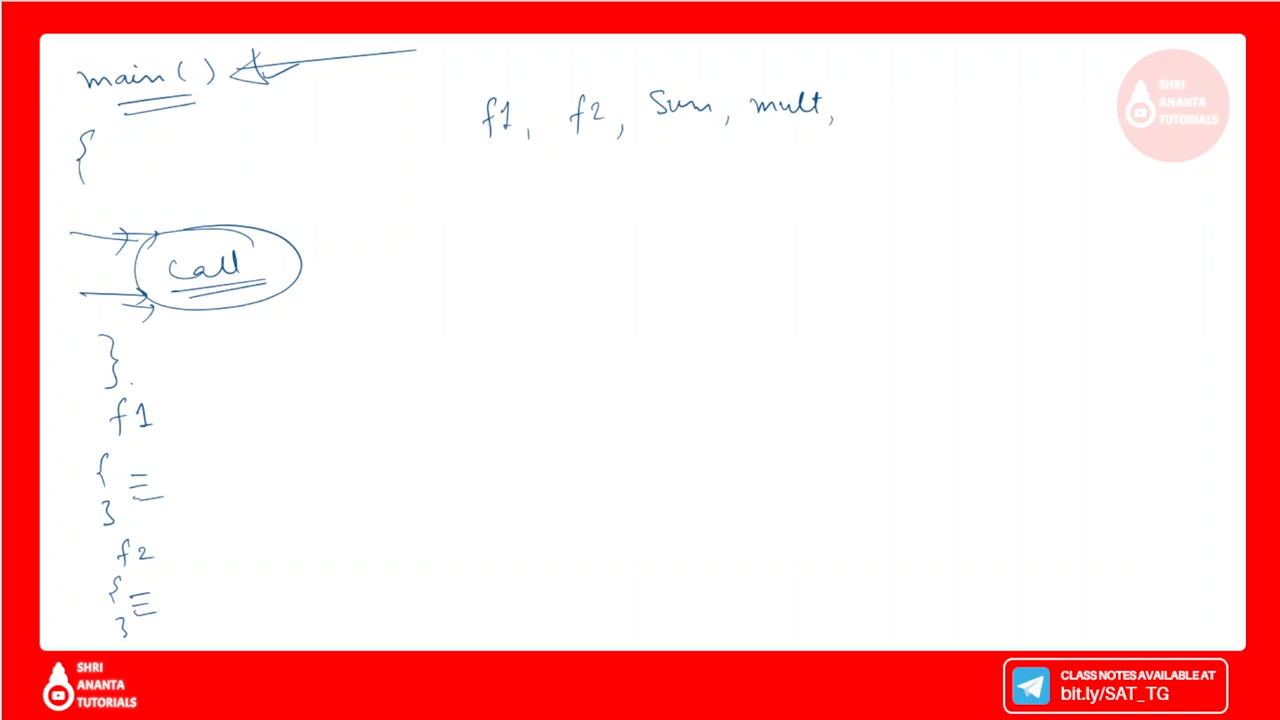 main()
f1, f2, Sum, mult,
{
call
}.
f1
{
}
f2
{
}
SHRI
ANANTA
TUTORIALS
SHRI
ANANTA
TUTORIALS
CLASS NOTES AVAILABLE AT
bit.ly/SAT_TG